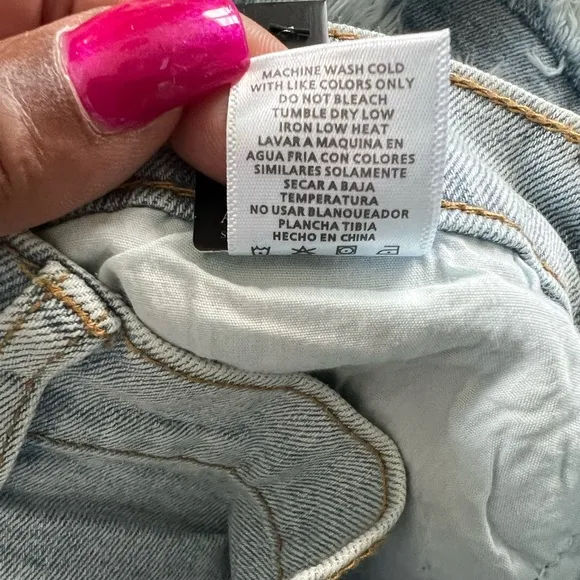 MACHINE WASH COLD
WITH LIKE COLORS ONLY
DO NOT BLEACH
TUMBLE DRY LOW
IRON LOW HEAT
LAVAR A MAQUINA EN
AGUA FRIA CON COLORES
SIMILARES SOLAMENTE
SECAR A BAJA
TEMPERATURA
NO USAR BLANQUEADOR
PLANCHA TIBIA
HECHO EN CHINA